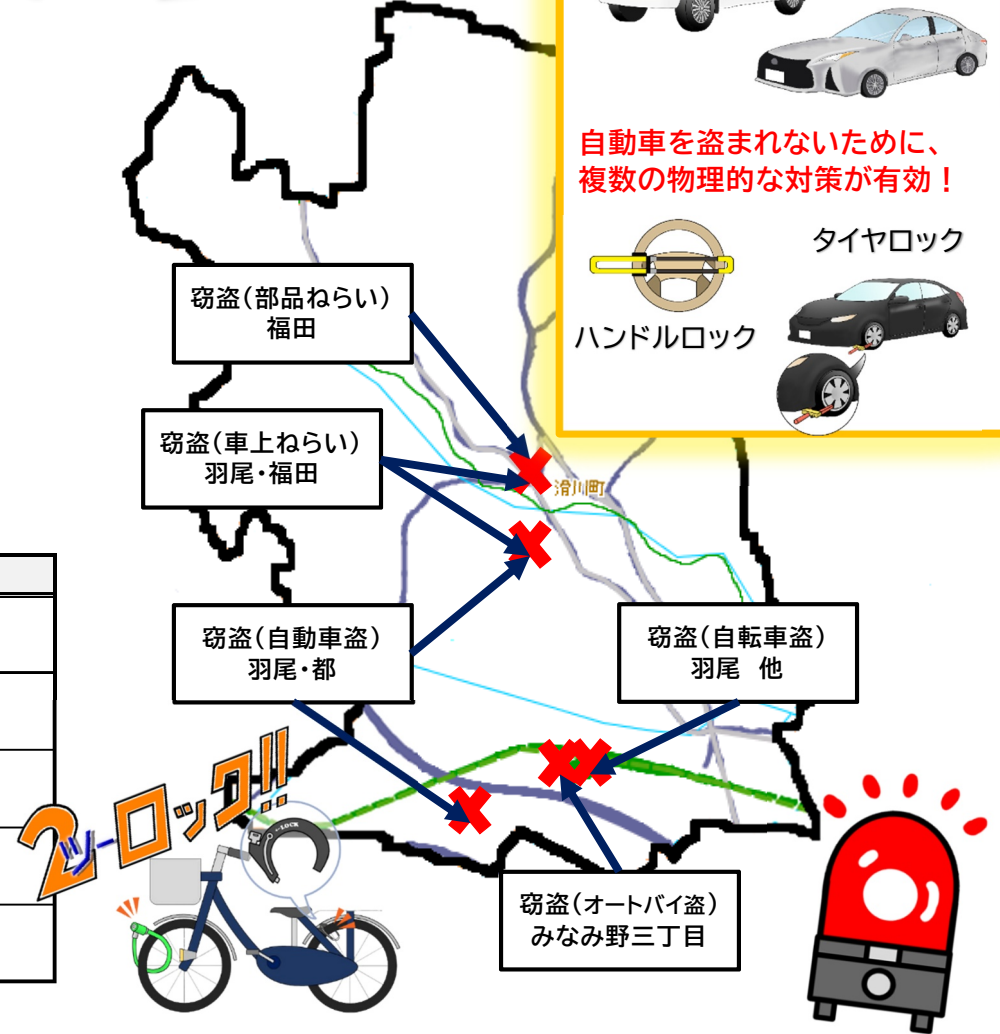 自動車を盗まれないために、
複数の物理的な対策が有効！
タイヤロック
ハンドルロック
窃盗（部品ねらい）
福田
窃盗（車上ねらい）
羽尾・福田
滑川町
窃盗（自動車盗）
羽尾・都
窃盗（自転車盗）
羽尾　他
2ロック!!
ツー
LOCK
窃盗（オートバイ盗）
みなみ野三丁目